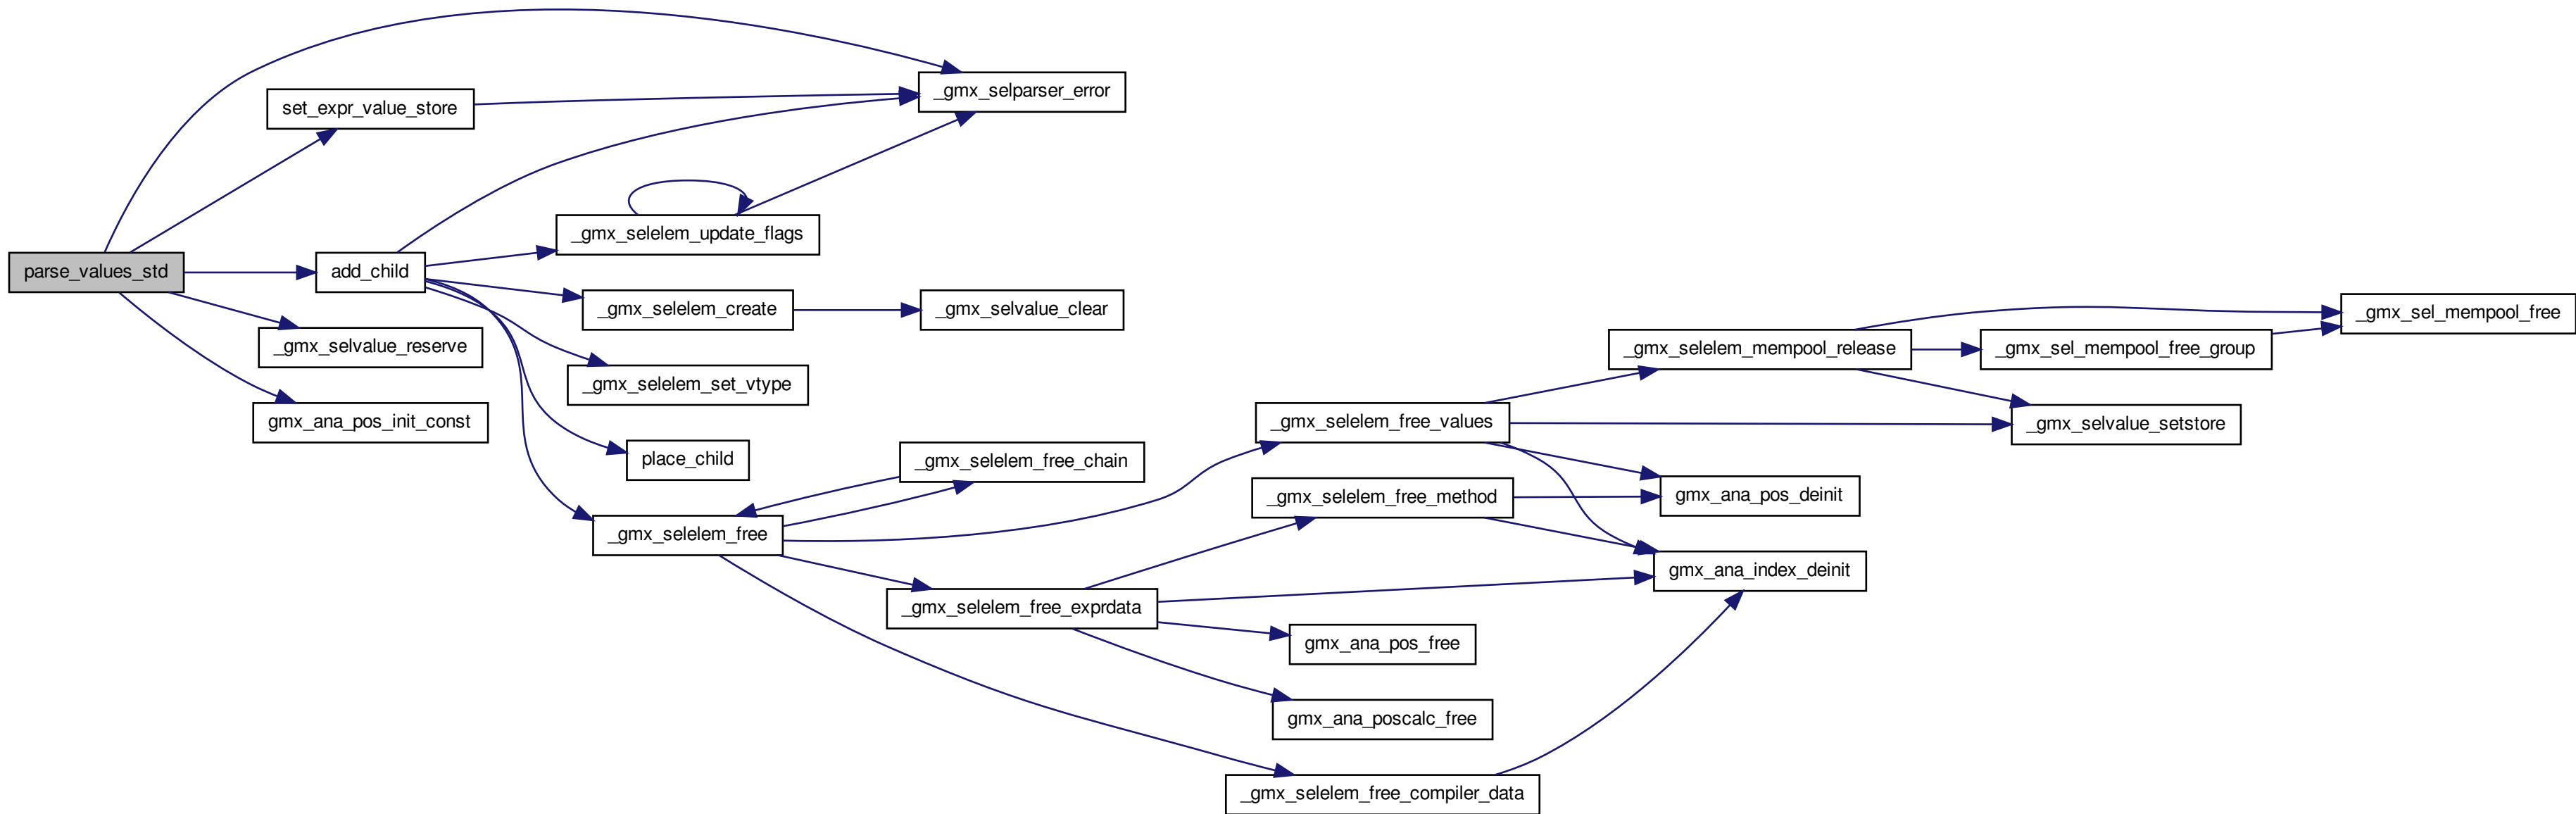 _gmx_selparser_error
set_expr_value_store
_gmx_selelem_update_flags
parse_values_std
add_child
_gmx_selelem_create
_gmx_selvalue_clear
_gmx_sel_mempool_free
_gmx_selvalue_reserve
_gmx_selelem_mempool_release
_gmx_sel_mempool_free_group
_gmx_selelem_set_vtype
gmx_ana_pos_init_const
_gmx_selelem_free_values
_gmx_selvalue_setstore
place_child
_gmx_selelem_free_chain
_gmx_selelem_free_method
gmx_ana_pos_deinit
_gmx_selelem_free
gmx_ana_index_deinit
_gmx_selelem_free_exprdata
gmx_ana_pos_free
gmx_ana_poscalc_free
_gmx_selelem_free_compiler_data